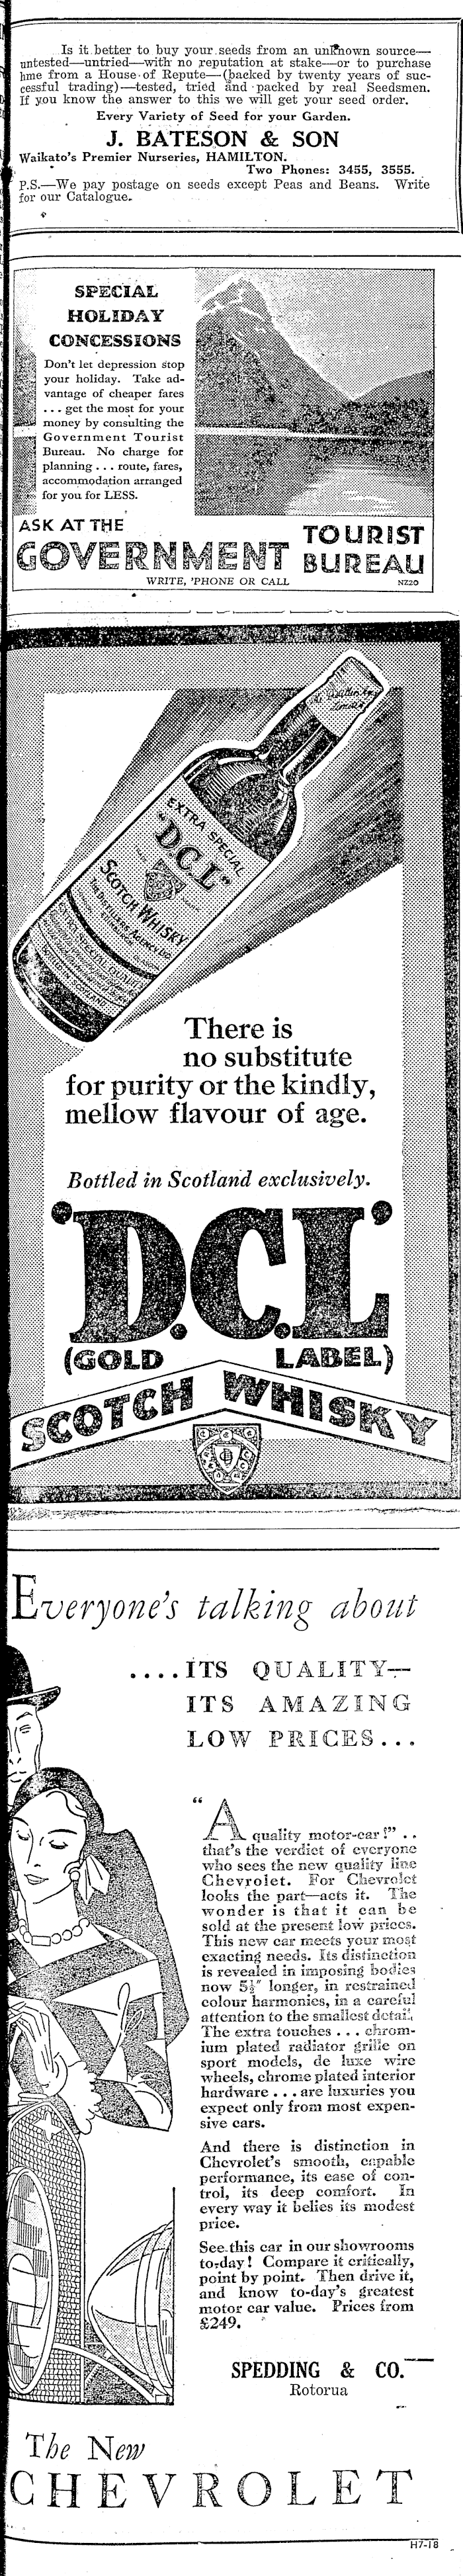 Is it better to buy your seeds from an unknown source—
untested—untried—with no reputation at stake—or to purchase
hme from a House of Repute—(backed by twenty years of suc-
cessful trading)—tested, tried and packed by real Seedsmen.
If you know the answer to this we will get your seed order.
Every Variety of Seed for your Garden.
J. BATESON & SON
Waikato's Premier Nurseries, HAMILTON.
Two Phones: 3455, 3555.
P.S.—We pay postage on seeds except Peas and Beans. Write
for our Catalogue.
SPECIAL
HOLIDAY
CONCESSIONS
Don't let depression stop
your holiday. Take ad-
vantage of cheaper fares
... get the most for your
money by consulting the
Government Tourist
Bureau. No charge for
planning ... route, fares,
accommodation arranged
for you for LESS.
ASK AT THE
GOVERNMENT
TOURIST
BUREAU
WRITE, 'PHONE OR CALL
NZ20
EXTRA SPECIAL
"D.C.L"
SCOTCH WHISKY
THE DISTILLERS AGENCY LTD
There is
no substitute
for purity or the kindly,
mellow flavour of age.
Bottled in Scotland exclusively.
'D.C.L'
(GOLD LABEL)
SCOTCH WHISKY
Everyone's talking about
....ITS QUALITY—
ITS AMAZING
LOW PRICES...
"A quality motor-car!" ..
that's the verdict of everyone
who sees the new quality line
Chevrolet. For Chevrolet
looks the part—acts it. The
wonder is that it can be
sold at the present low prices.
This new car meets your most
exacting needs. Its distinction
is revealed in imposing bodies
now 5½" longer, in restrained
colour harmonies, in a careful
attention to the smallest detail.
The extra touches ... chrom-
ium plated radiator grille on
sport models, de luxe wire
wheels, chrome plated interior
hardware ... are luxuries you
expect only from most expen-
sive cars.
And there is distinction in
Chevrolet's smooth, capable
performance, its ease of con-
trol, its deep comfort. In
every way it belies its modest
price.
See this car in our showrooms
to-day! Compare it critically,
point by point. Then drive it,
and know to-day's greatest
motor car value. Prices from
£249.
SPEDDING & CO.
Rotorua
The New
CHEVROLET
H7-18